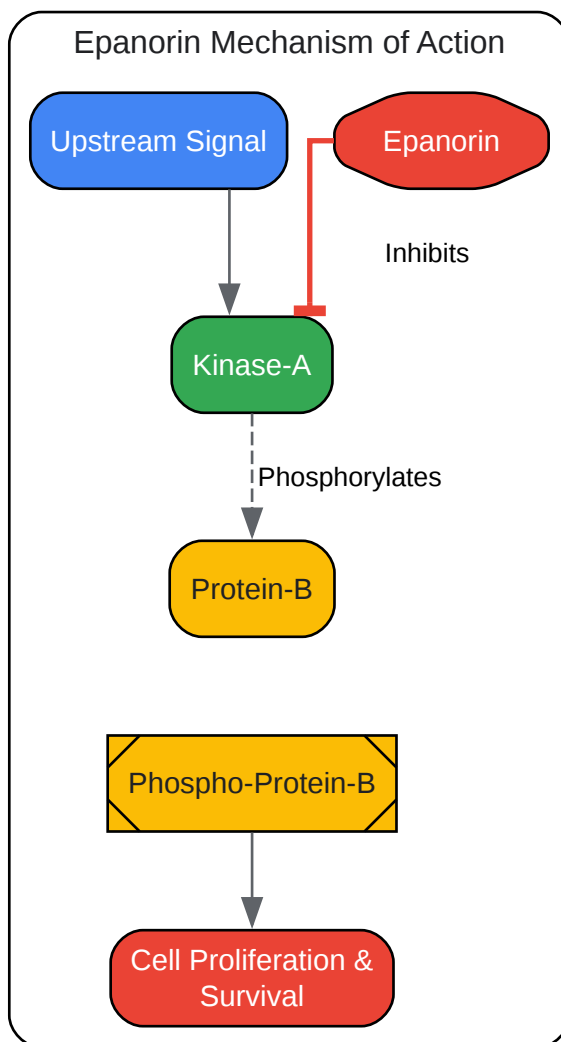 Epanorin Mechanism of Action
Upstream Signal
Epanorin
Inhibits
Kinase-A
Phosphorylates
Protein-B
Phospho-Protein-B
Cell Proliferation &
Survival